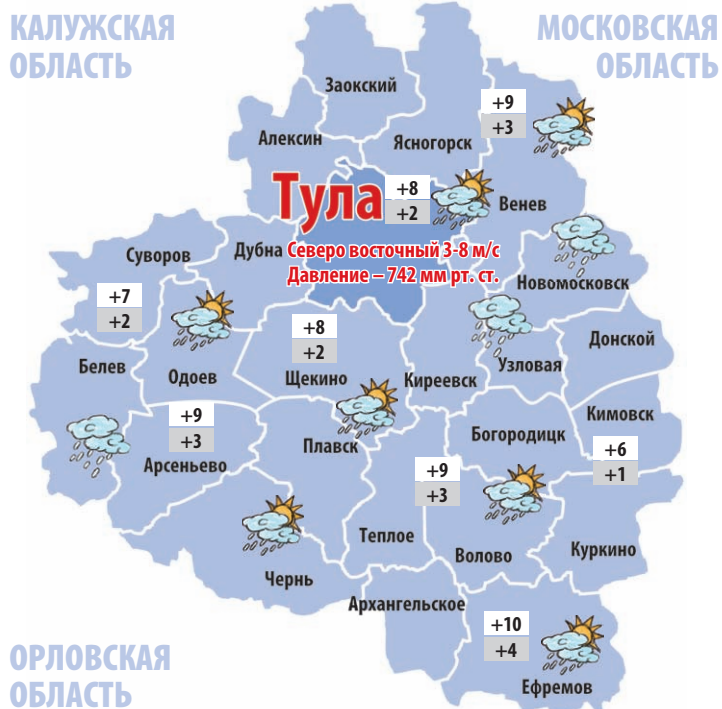 КАЛУЖСКАЯ
ОБЛАСТЬ
МОСКОВСКАЯ
ОБЛАСТЬ
Заокский
+9
+3
Алексин
Ясногорск
Тула
+8
+2
Венев
Суворов
Дубна
Северо восточный 3-8 м/с
Давление – 742 мм рт. ст.
Новомосковск
+7
+2
+8
+2
Донской
Белев
Одоев
Щекино
Киреевск
Узловая
+9
+3
Арсеньево
Плавск
Богородицк
Кимовск
+6
+1
+9
+3
Теплое
Волово
Куркино
Чернь
Архангельское
+10
+4
Ефремов
ОРЛОВСКАЯ
ОБЛАСТЬ